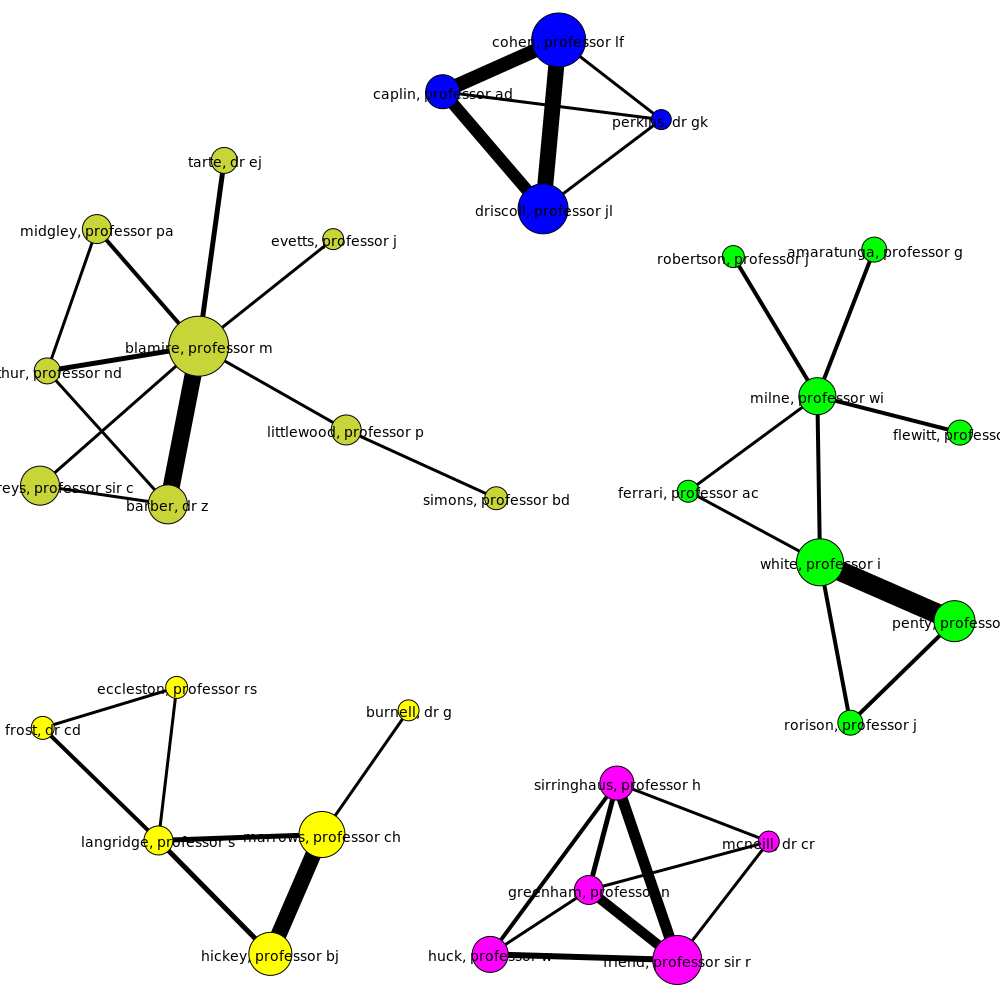 cohen, professor lf
caplin, professor ad
perkins, dr gk
tarte, dr ej
driscoll, professor jl
midgley, professor pa
evetts, professor j
robertson, professor j
amaratunga, professor g
blamire, professor m
thur, professor nd
milne, professor wi
littlewood, professor p
flewitt, profess
reys, professor sir c
ferrari, professor ac
simons, professor bd
barber, dr z
white, professor i
penty, professo
eccleston, professor rs
burnell, dr g
rorison, professor j
frost, dr cd
sirringhaus, professor h
marrows, professor ch
langridge, professor s
mcneill, dr cr
greenham, professor n
hickey, professor bj
huck, professor w
friend, professor sir r